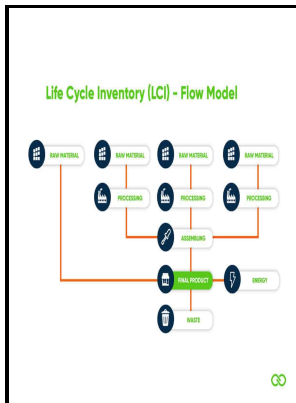 Life Cycle Inventory (LCI) - Flow Model
RAW MATERIAL
RAW MATERIAL
RAW MATERIAL
RAW MATERIAL
PROCESSING
PROCESSING
PROCESSING
ASSEMBLING
FINAL PRODUCT
ENERGY
WASTE